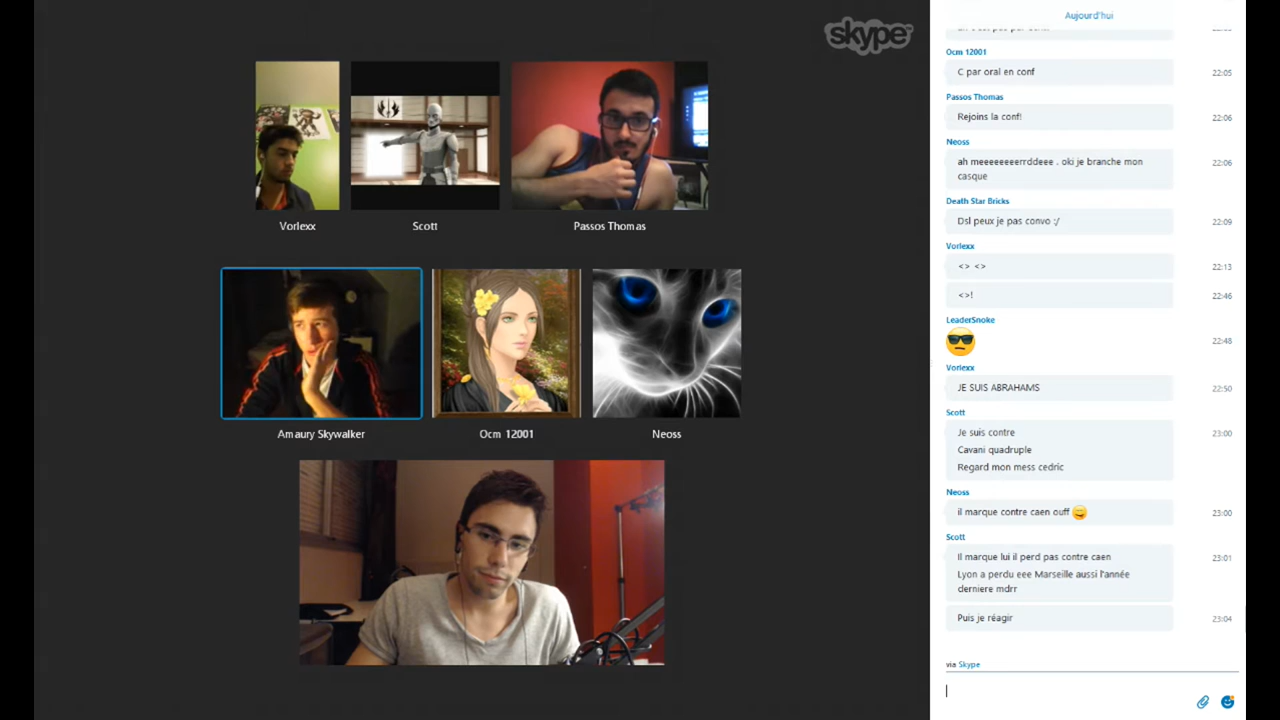 skype
Vorlexx
Scott
Passos Thomas
Amaury Skywalker
Ocm 12001
Neoss
Aujourd'hui
Ocm 12001
C par oral en conf
22:05
Passos Thomas
Rejoins la conf!
22:06
Neoss
ah meeeeeeerrddeee . oki je branche mon
22:06
casque
Death Star Bricks
Dsl peux je pas convo :/
22:09
Vorlexx
<> <>
22:13
<>!
22:46
LeaderSnoke
22:48
Vorlexx
JE SUIS ABRAHAMS
22:50
Scott
Je suis contre
23:00
Cavani quadruple
Regard mon mess cedric
Neoss
il marque contre caen ouff
23:00
Scott
Il marque lui il perd pas contre caen
23:01
Lyon a perdu eee Marseille aussi l'année
derniere mdrr
Puis je réagir
23:04
via Skype